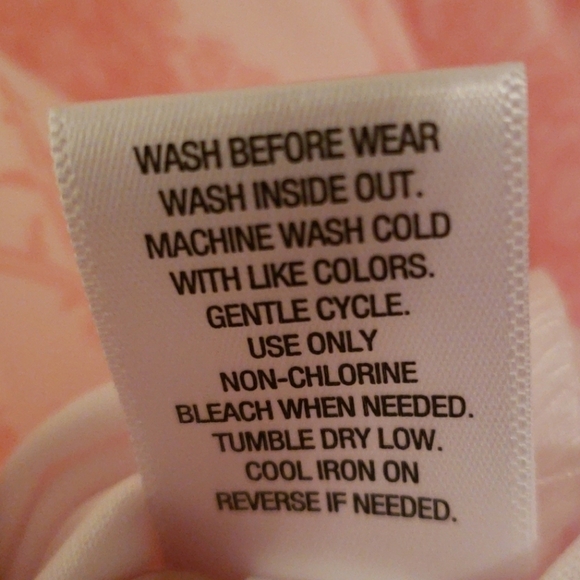 WASH BEFORE WEAR
WASH INSIDE OUT.
MACHINE WASH COLD
WITH LIKE COLORS.
GENTLE CYCLE.
USE ONLY
NON-CHLORINE
BLEACH WHEN NEEDED.
TUMBLE DRY LOW.
COOL IRON ON
REVERSE IF NEEDED.